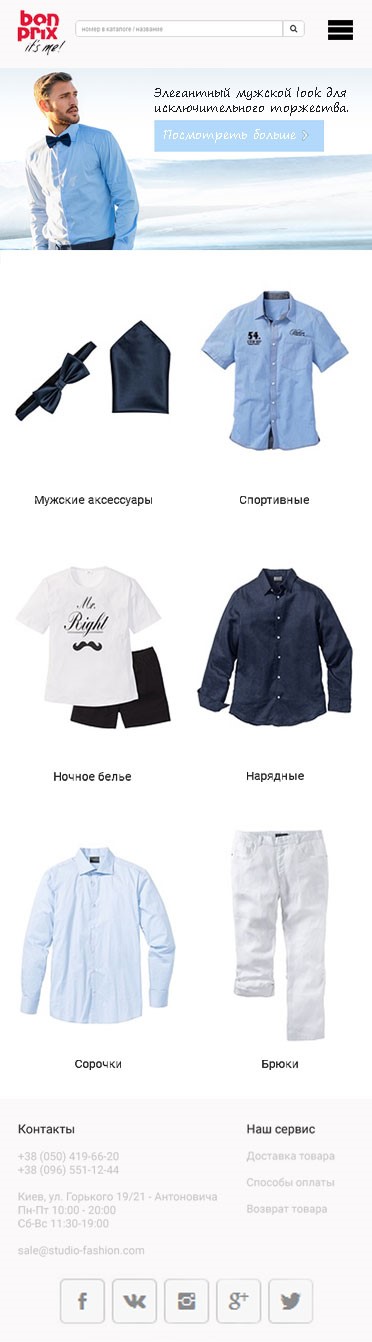 bon
prix
it's me!
номер в каталоге / название
Элегантный мужской look для
исключительного торжества.
Посмотреть больше >
54.
Мужские аксессуары
Спортивные
Mr.
Right
Ночное белье
Нарядные
Сорочки
Брюки
Контакты
+38 (050) 419-66-20
+38 (096) 551-12-44
Киев, ул. Горького 19/21 - Антоновича
Пн-Пт 10:00 - 20:00
Сб-Вс 11:30-19:00
sale@studio-fashion.com
Наш сервис
Доставка товара
Способы оплаты
Возврат товара
f
g+